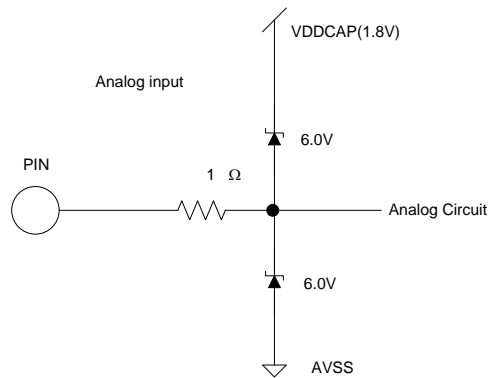 VDDCAP(1.8V)
Analog input
6.0V
PIN
1 Ω
Analog Circuit
6.0V
AVSS